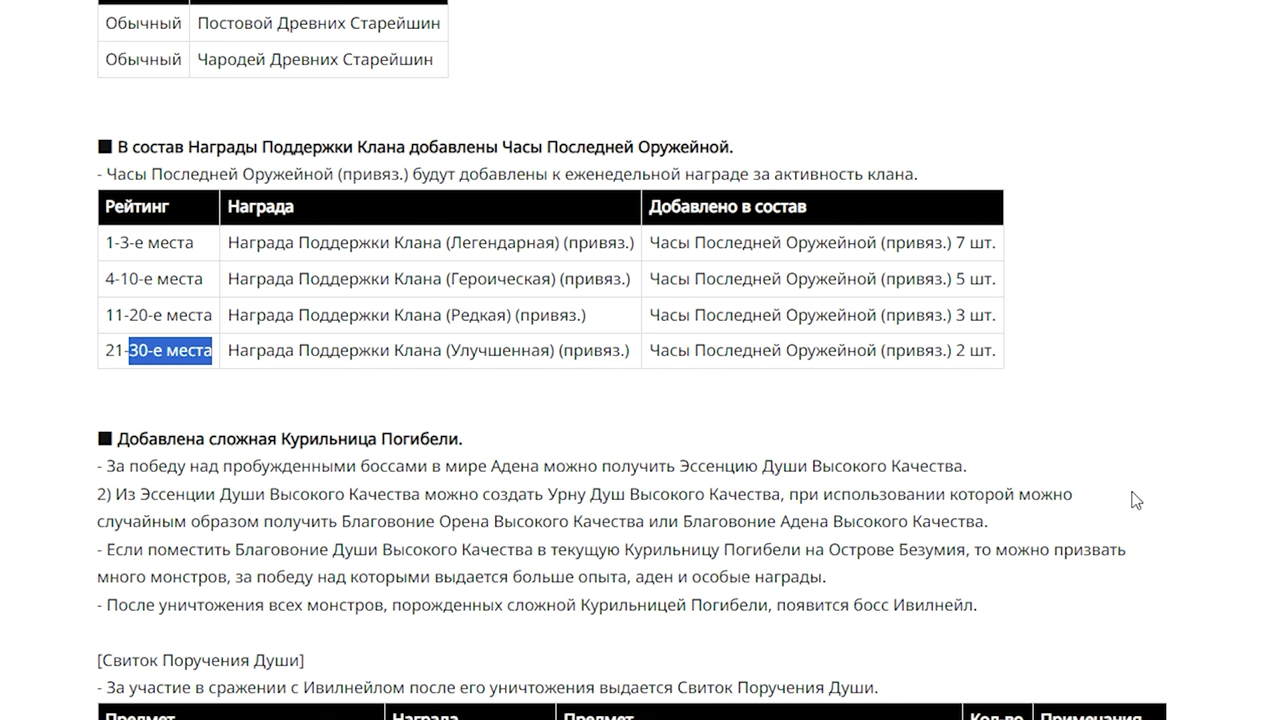 Обычный Постовой Древних Старейшин
Обычный Чародей Древних Старейшин
■ В состав Награды Поддержки Клана добавлены Часы Последней Оружейной.
- Часы Последней Оружейной (привяз.) будут добавлены к еженедельной награде за активность клана.
Рейтинг Награда Добавлено в состав
1-3-е места Награда Поддержки Клана (Легендарная) (привяз.) Часы Последней Оружейной (привяз.) 7 шт.
4-10-е места Награда Поддержки Клана (Героическая) (привяз.) Часы Последней Оружейной (привяз.) 5 шт.
11-20-е места Награда Поддержки Клана (Редкая) (привяз.) Часы Последней Оружейной (привяз.) 3 шт.
21-30-е места Награда Поддержки Клана (Улучшенная) (привяз.) Часы Последней Оружейной (привяз.) 2 шт.
■ Добавлена сложная Курильница Погибели.
- За победу над пробужденными боссами в мире Адена можно получить Эссенцию Души Высокого Качества.
2) Из Эссенции Души Высокого Качества можно создать Урну Душ Высокого Качества, при использовании которой можно
случайным образом получить Благовоние Орена Высокого Качества или Благовоние Адена Высокого Качества.
- Если поместить Благовоние Души Высокого Качества в текущую Курильницу Погибели на Острове Безумия, то можно призвать
много монстров, за победу над которыми выдается больше опыта, аден и особые награды.
- После уничтожения всех монстров, порожденных сложной Курильницей Погибели, появится босс Ивилнейл.
[Свиток Поручения Души]
- За участие в сражении с Ивилнейлом после его уничтожения выдается Свиток Поручения Души.
Предмет Награда Предмет Кол-во Примечания